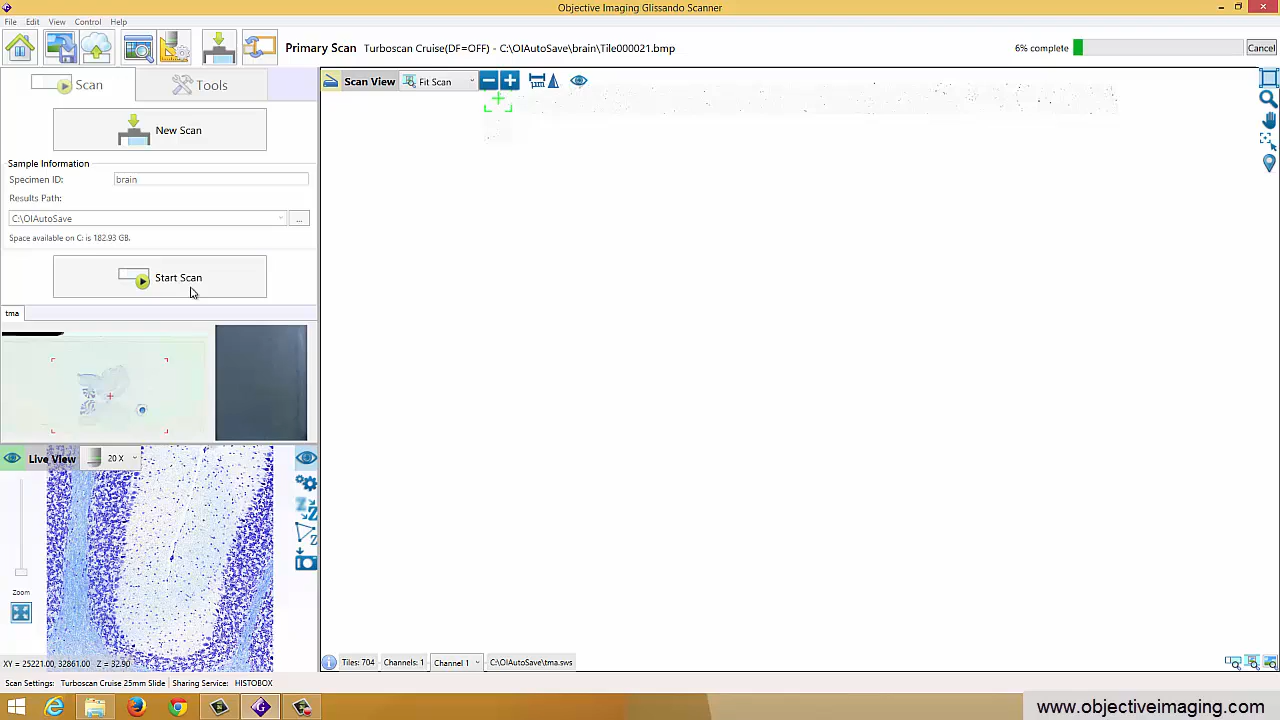 Objective Imaging Glissando Scanner
File Edit View Control Help
Primary Scan Turboscan Cruise(DF=OFF) - C:\OIAutoSave\brain\Tile000021.bmp 6% complete Cancel
Scan Tools
Scan View Fit Scan
New Scan
Sample Information
Specimen ID: brain
Results Path:
C:\OIAutoSave ...
Space available on C: is 182.93 GB.
Start Scan
tma
Live View 20 X
Zoom
XY = 25221.00, 32861.00 Z = 32.90
Tiles: 704 Channels: 1 Channel 1 C:\OIAutoSave\tma.sws
Scan Settings: Turboscan Cruise 25mm Slide Sharing Service: HISTOBOX
www.objectiveimaging.com